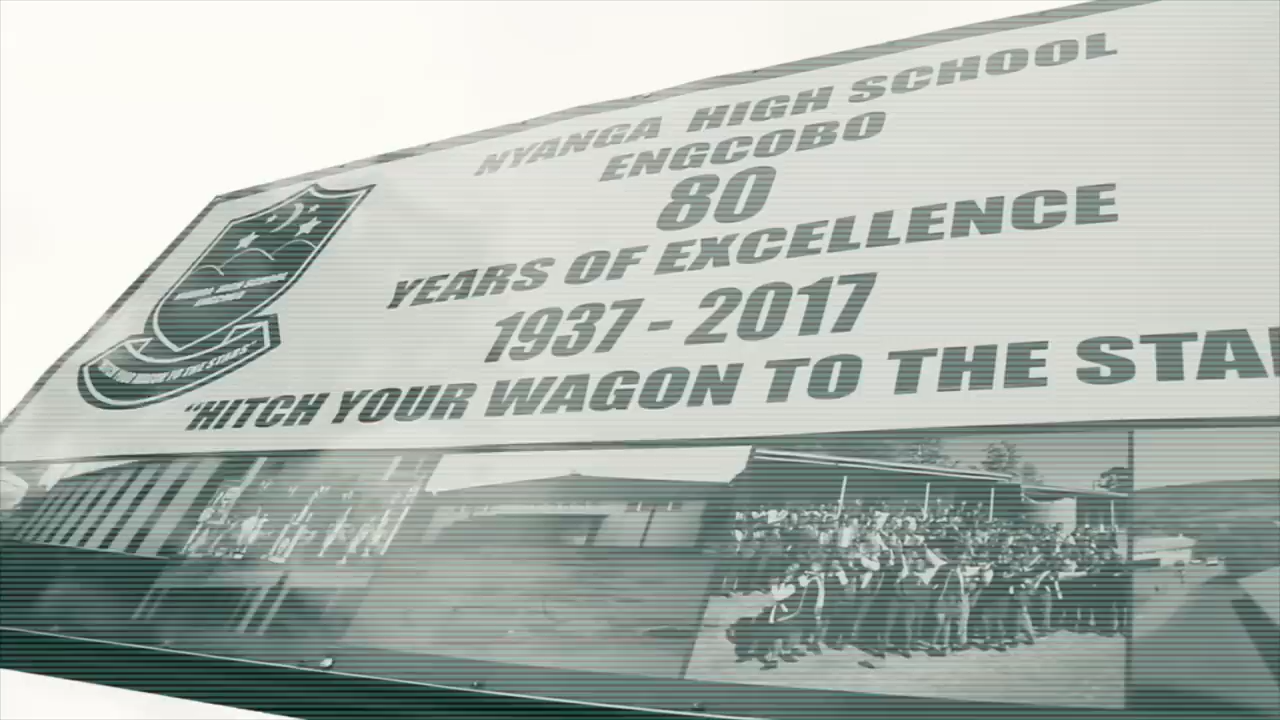 NYANGA HIGH SCHOOL
ENGCOBO
80
YEARS OF EXCELLENCE
1937 - 2017
"HITCH YOUR WAGON TO THE STA